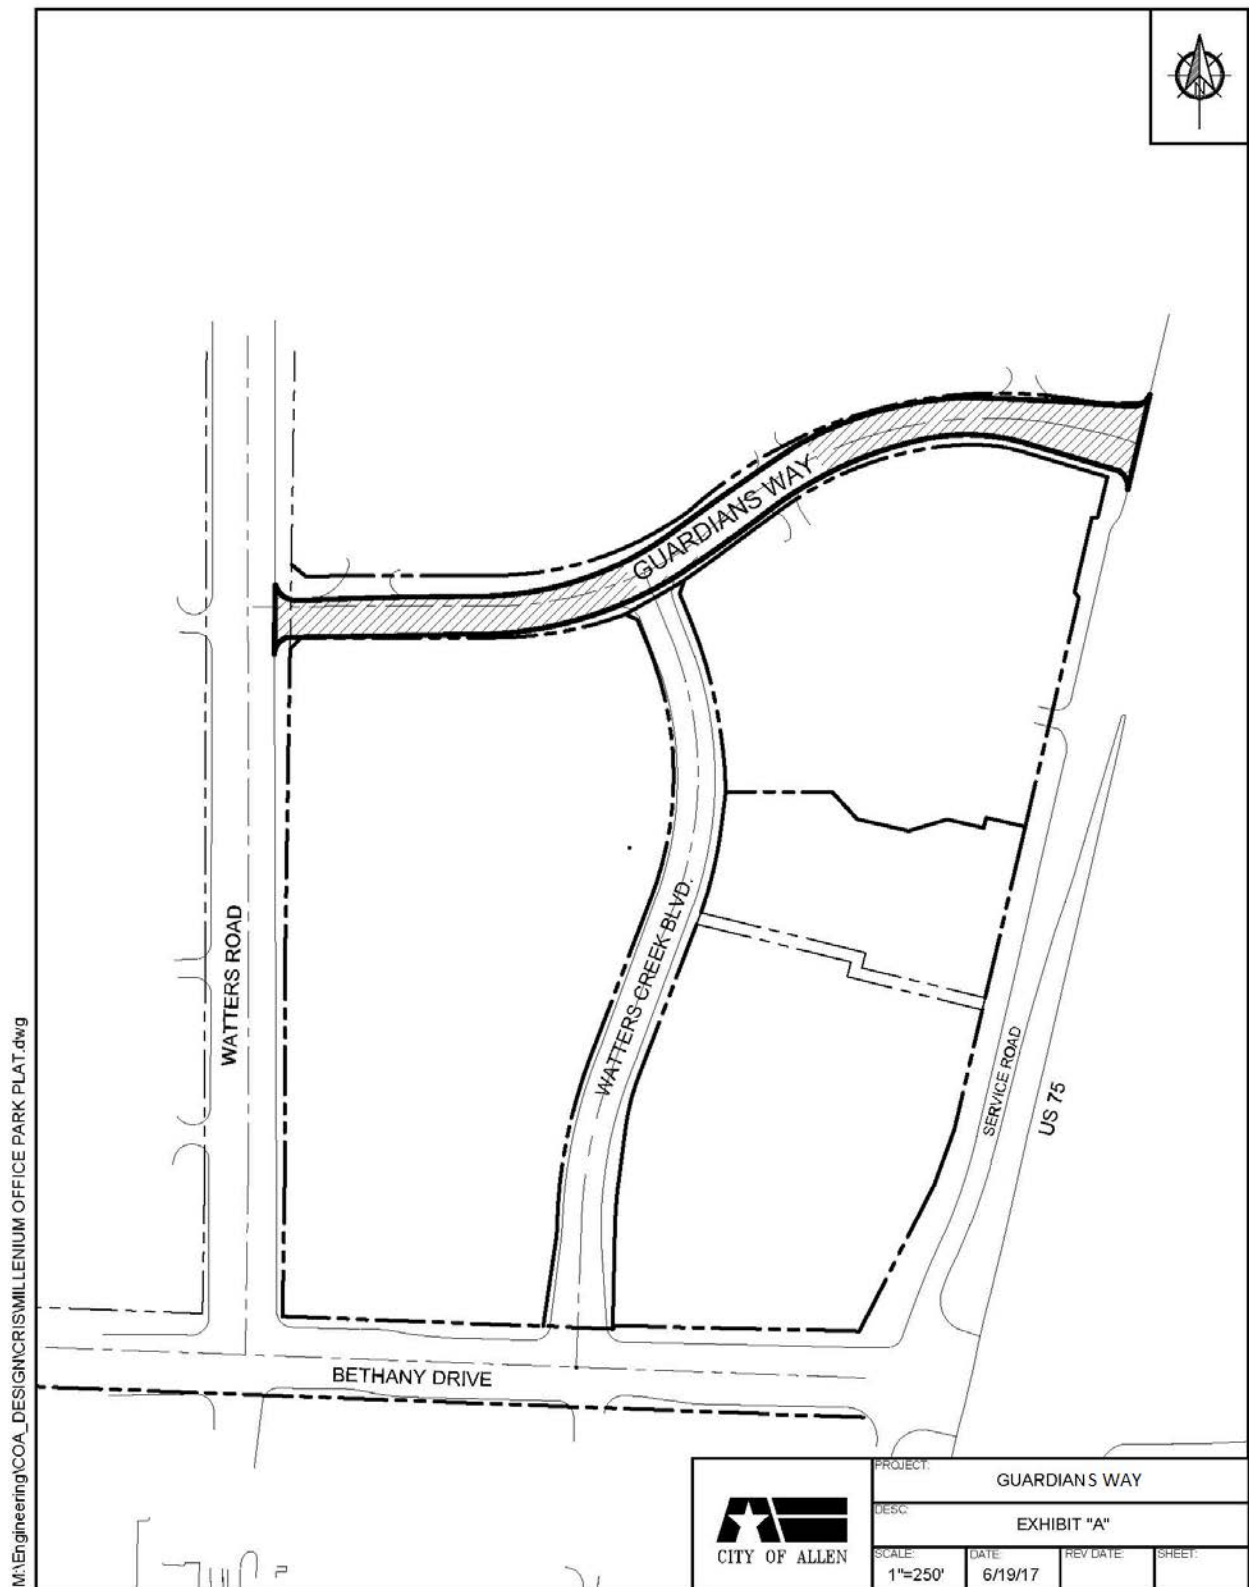 N
GUARDIANS WAY
WATTERS ROAD
WATTERS CREEK BLVD.
SERVICE ROAD
US 75
BETHANY DRIVE
M:\Engineering\COA_DESIGN\CRIS\MILLENIUM OFFICE PARK PLAT.dwg
CITY OF ALLEN
PROJECT:
GUARDIANS WAY
DESC:
EXHIBIT "A"
SCALE:
1"=250'
DATE:
6/19/17
REV DATE:
SHEET: